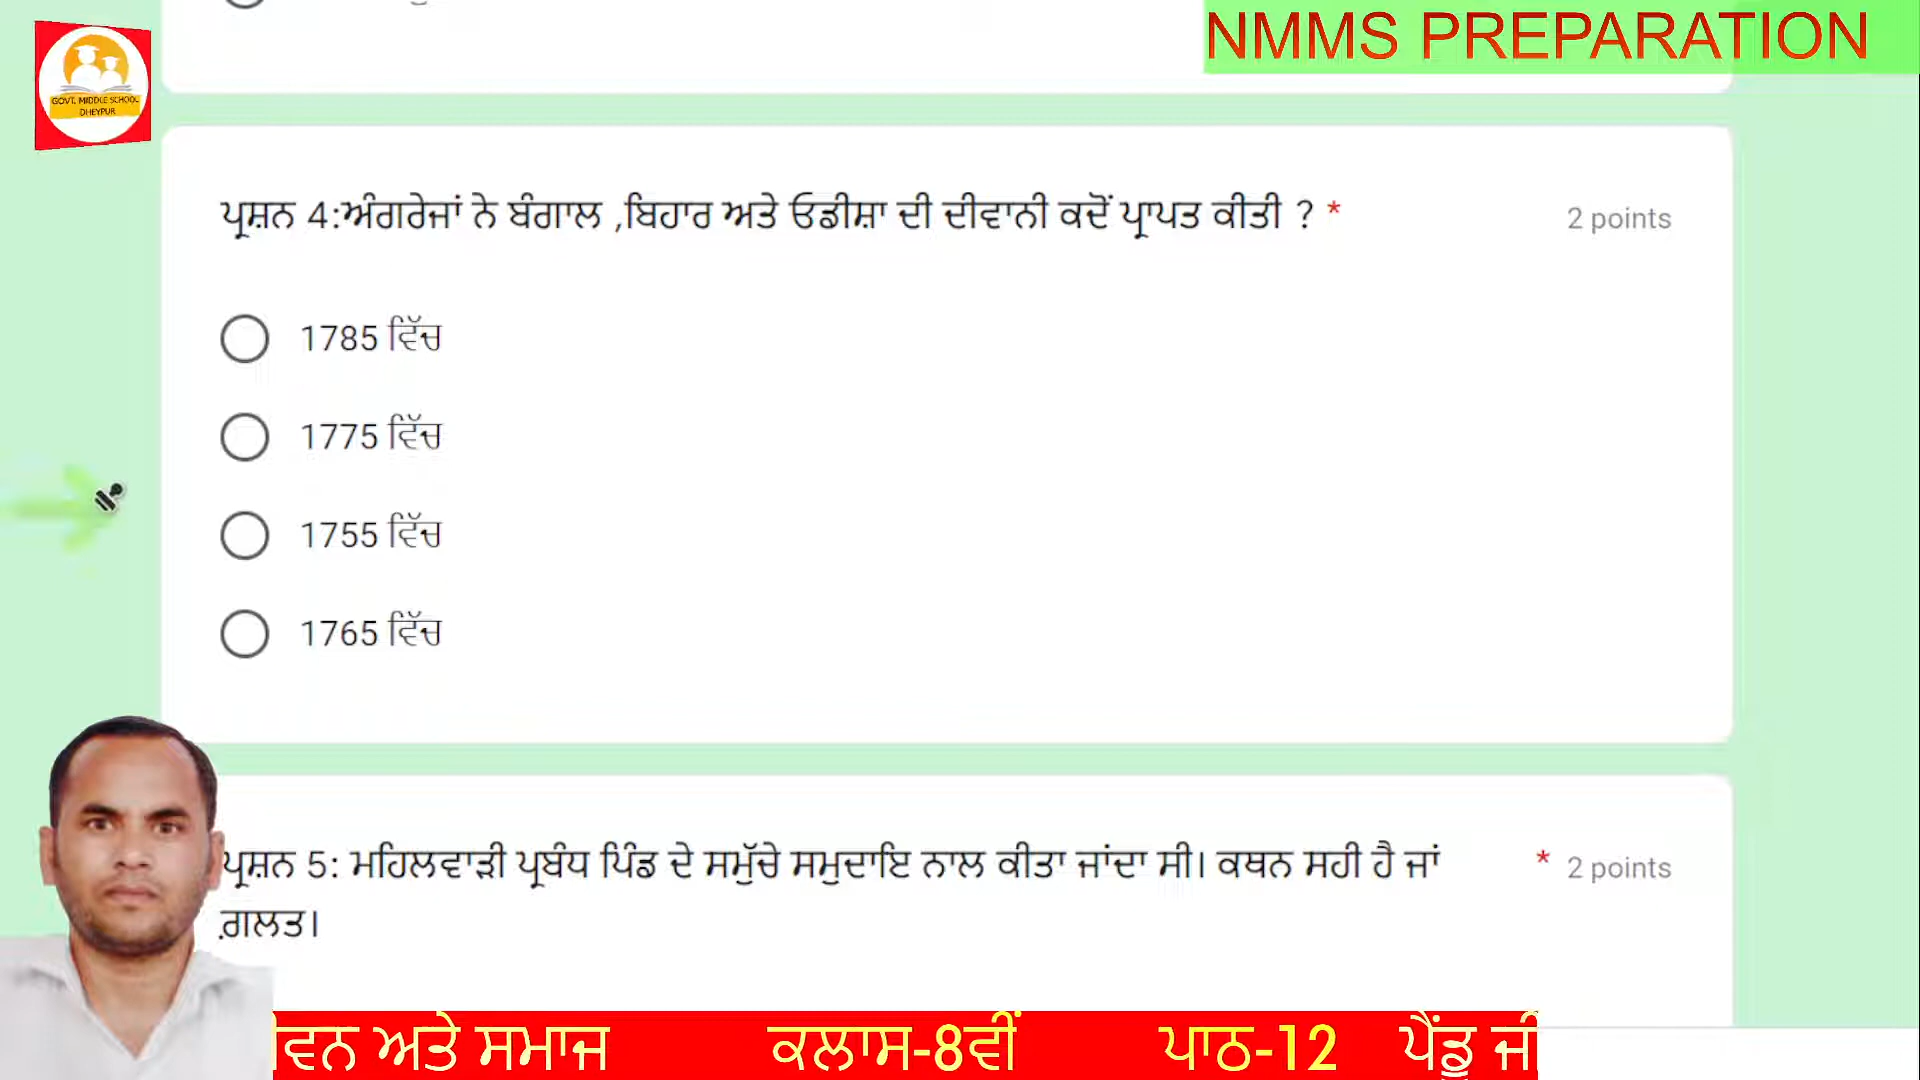 NMMS PREPARATION
GOVT. MIDDLE SCHOOL
DHEYPUR
ਪ੍ਰਸ਼ਨ 4:ਅੰਗਰੇਜਾਂ ਨੇ ਬੰਗਾਲ ,ਬਿਹਾਰ ਅਤੇ ਓਡੀਸ਼ਾ ਦੀ ਦੀਵਾਨੀ ਕਦੋਂ ਪ੍ਰਾਪਤ ਕੀਤੀ ? *
2 points
1785 ਵਿੱਚ
1775 ਵਿੱਚ
1755 ਵਿੱਚ
1765 ਵਿੱਚ
ਪ੍ਰਸ਼ਨ 5: ਮਹਿਲਵਾੜੀ ਪ੍ਰਬੰਧ ਪਿੰਡ ਦੇ ਸਮੁੱਚੇ ਸਮੁਦਾਇ ਨਾਲ ਕੀਤਾ ਜਾਂਦਾ ਸੀ। ਕਥਨ ਸਹੀ ਹੈ ਜਾਂ
* 2 points
ਗ਼ਲਤ।
ੀਵਨ ਅਤੇ ਸਮਾਜ ਕਲਾਸ-8ਵੀਂ ਪਾਠ-12 ਪੇਂਡੂ ਜੀ